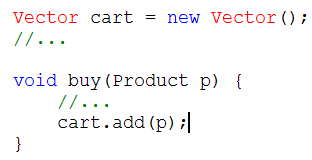 Vector cart = new Vector();
//...
void buy(Product p) {
//...
cart.add(p);
}